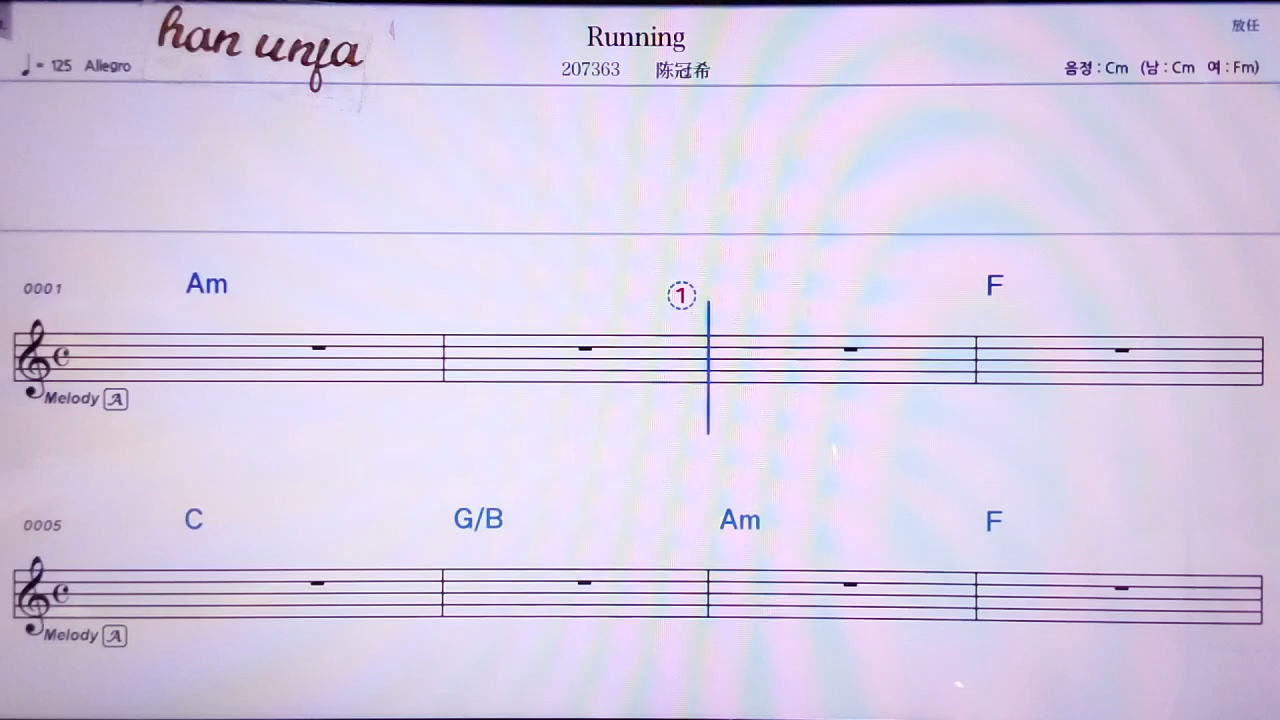 han unfa
Running
放任
♩ = 125 Allegro
207363 陈冠希
음정 : Cm (남 : Cm 여 : Fm)
0001 Am ① F
Melody A
0005 C G/B Am F
Melody A